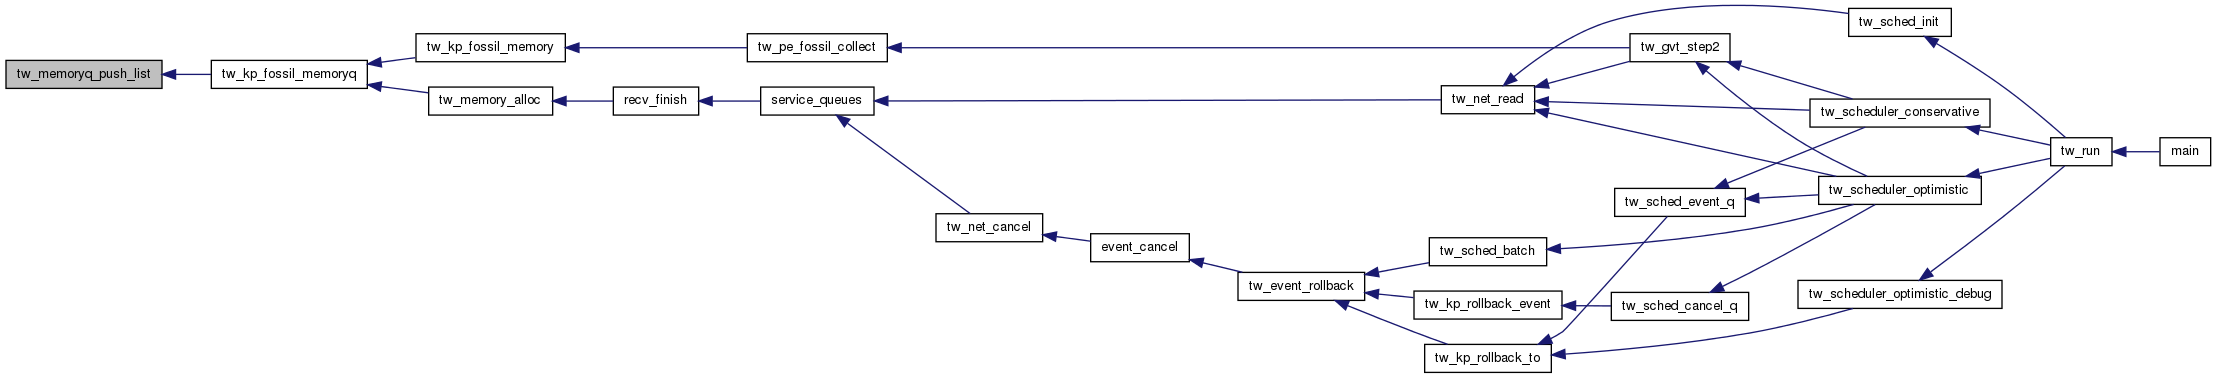 tw_memoryq_push_list
tw_kp_fossil_memoryq
tw_kp_fossil_memory
tw_memory_alloc
tw_pe_fossil_collect
recv_finish
service_queues
tw_net_cancel
event_cancel
tw_event_rollback
tw_net_read
tw_sched_batch
tw_kp_rollback_event
tw_kp_rollback_to
tw_gvt_step2
tw_sched_event_q
tw_sched_cancel_q
tw_sched_init
tw_scheduler_conservative
tw_scheduler_optimistic
tw_scheduler_optimistic_debug
tw_run
main